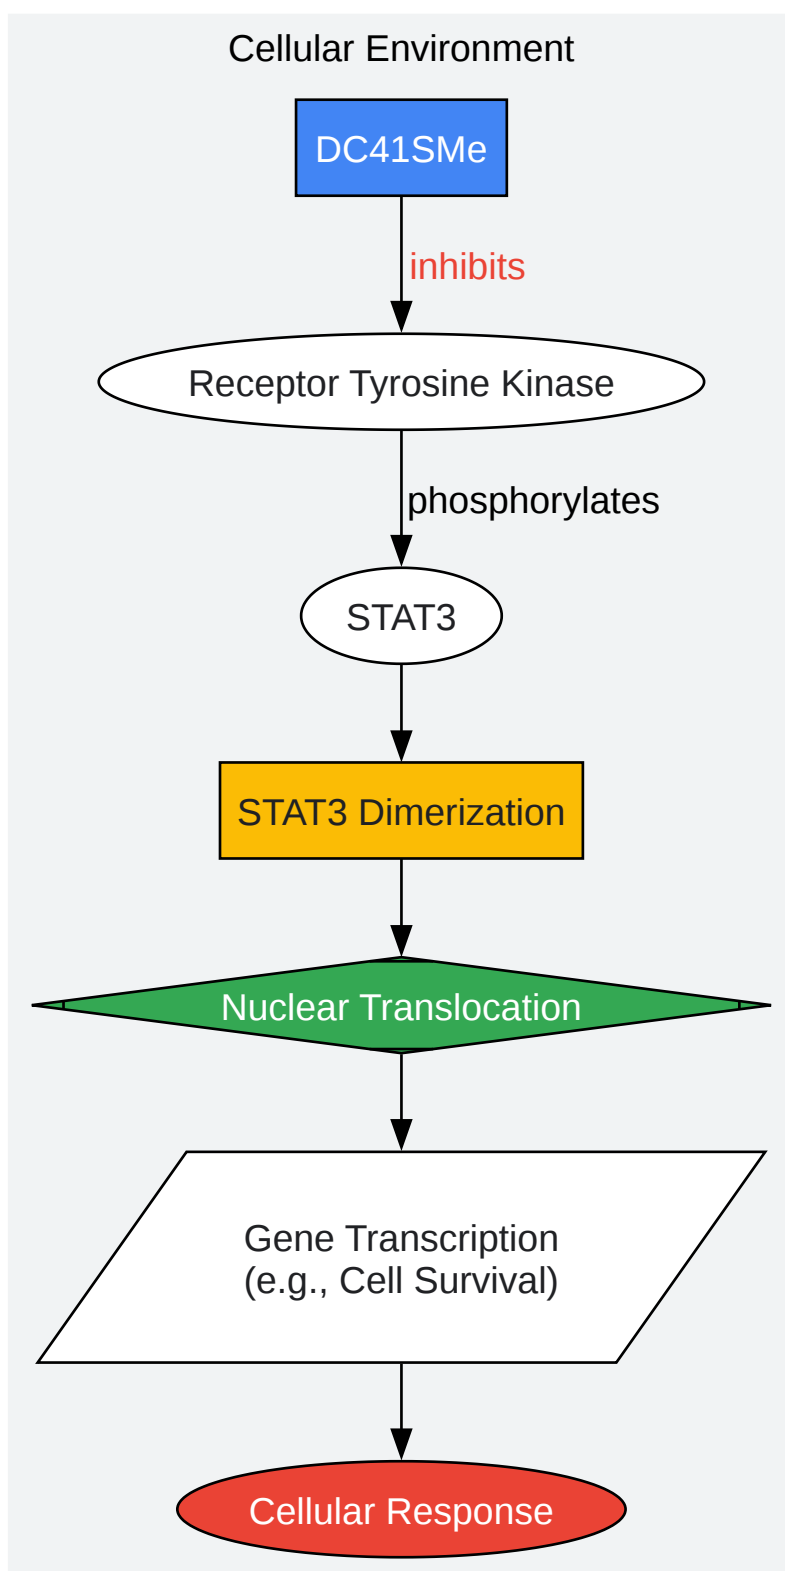 Cellular Environment
DC41SMe
inhibits
Receptor Tyrosine Kinase
phosphorylates
STAT3
STAT3 Dimerization
Nuclear Translocation
Gene Transcription
(e.g., Cell Survival)
Cellular Response